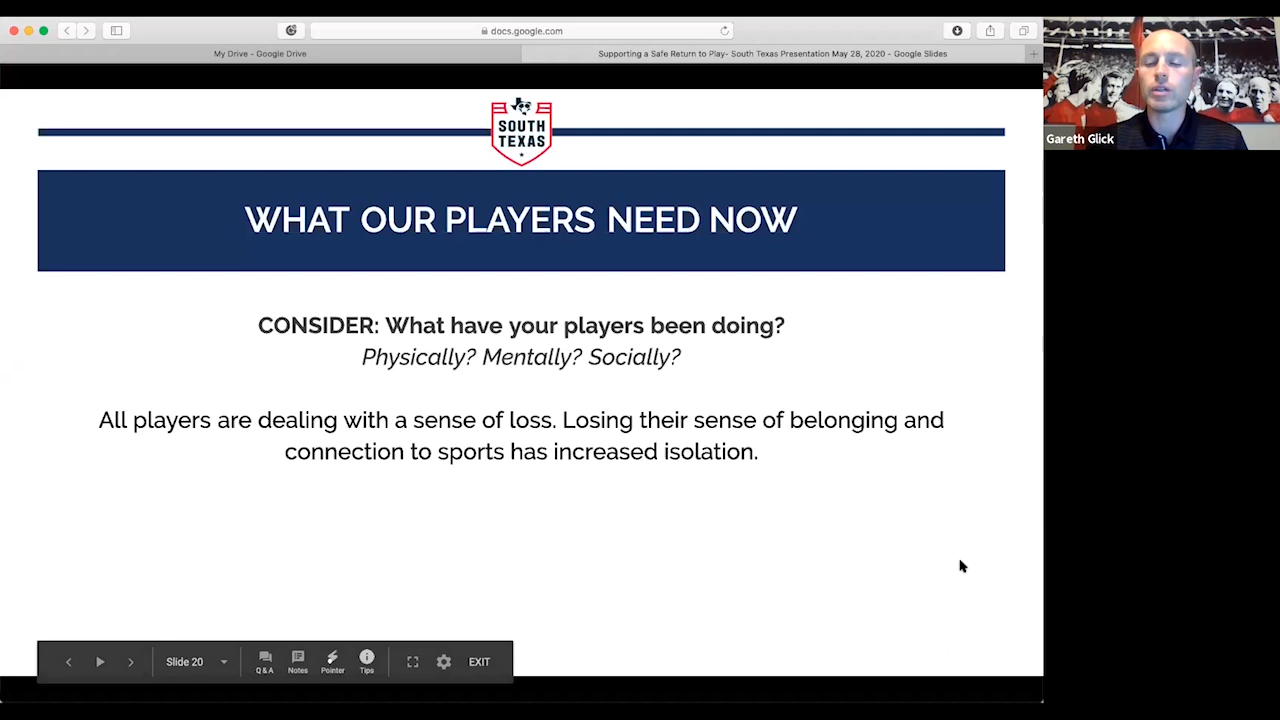 docs.google.com
My Drive - Google Drive
Supporting a Safe Return to Play- South Texas Presentation May 28, 2020 - Google Slides
Gareth Glick
SOUTH
TEXAS
WHAT OUR PLAYERS NEED NOW
CONSIDER: What have your players been doing?
Physically? Mentally? Socially?
All players are dealing with a sense of loss. Losing their sense of belonging and
connection to sports has increased isolation.
Slide 20
Q & A
Notes
Pointer
Tips
EXIT